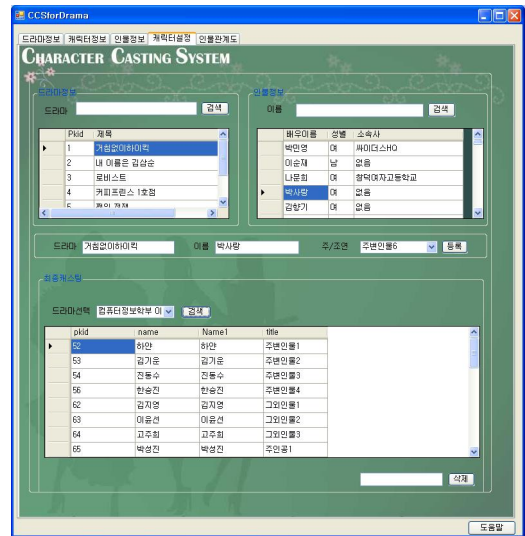 CCSforDrama
드라마정보 캐릭터정보 인물정보 캐릭터설정 인물관계도
CHARACTER CASTING SYSTEM
드라마정보
드라마 검색
Pkid 제목
1 거침없이하이킥
2 내 이름은 김삼순
3 로비스트
4 커피프린스 1호점
5
인물정보
이름 검색
배우이름 성별 소속사
박민영 여 싸이더스HQ
이순재 남 없음
나문희 여 창덕여자고등학교
박사랑 여 없음
김향기 여 없음
드라마 거침없이하이킥 이름 박사랑 주/조연 주변인물6 등록
최종캐스팅
드라마선택 컴퓨터정보학부 이 검색
pkid name Name1 title
52 하얀 하얀 주변인물1
53 김기운 김기운 주변인물2
54 진동수 진동수 주변인물3
56 한승진 한승진 주변인물4
62 김지영 김지영 그외인물1
63 이윤선 이윤선 그외인물2
64 고주희 고주희 그외인물3
65 박성진 박성진 주인공1
삭제
도움말